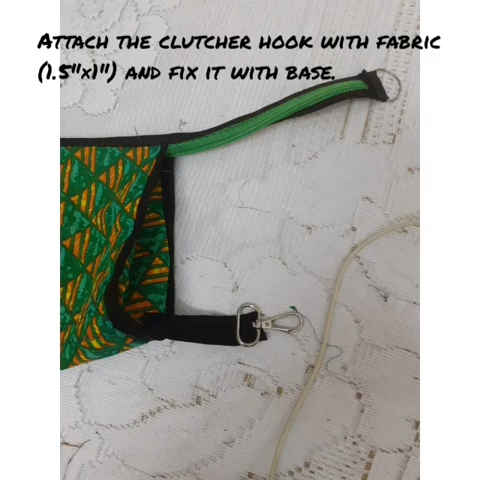 ATTACH THE CLUTCHER HOOK WITH FABRIC
(1.5"x1") AND FIX IT WITH BASE.